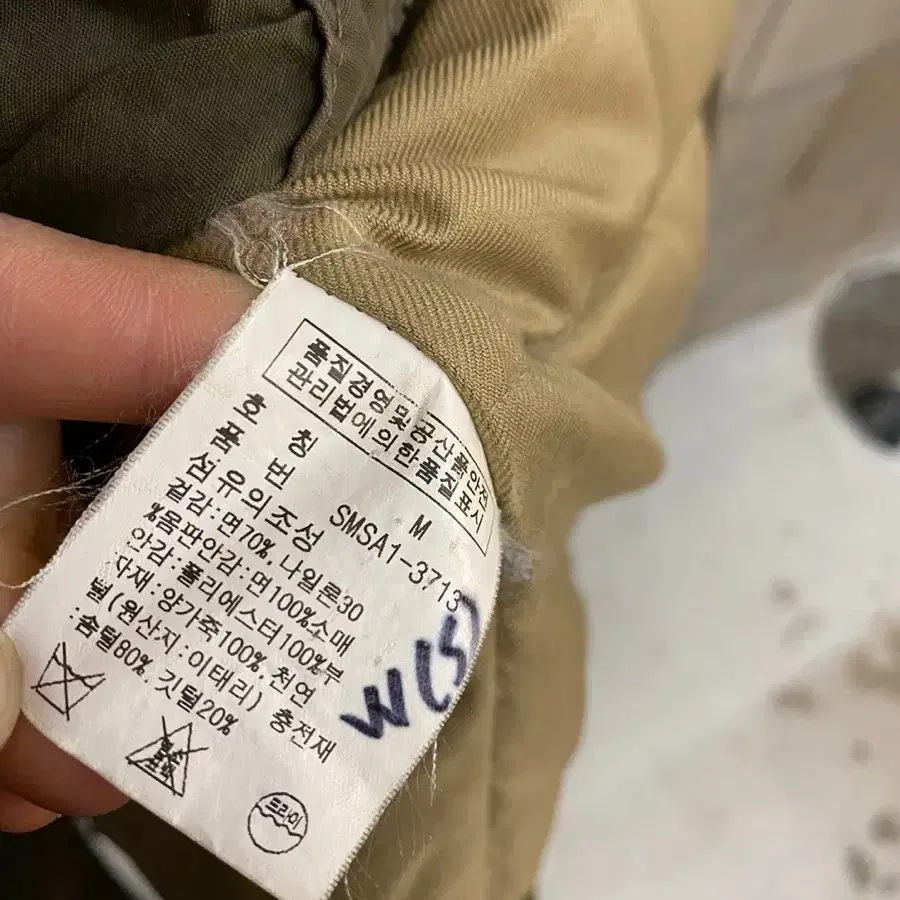 품질경영및공산품안전
관리법에의한품질표시
호 칭 M
품 번 SMSA1-3713
섬유의조성
겉감:면70%, 나일론30
%몸판안감:면100%소매
안감:폴리에스터100%부
자재:양가죽100%, 천연
털(원산지:이태리) 충전재
:솜털80%, 깃털20%
W(S)
드라이